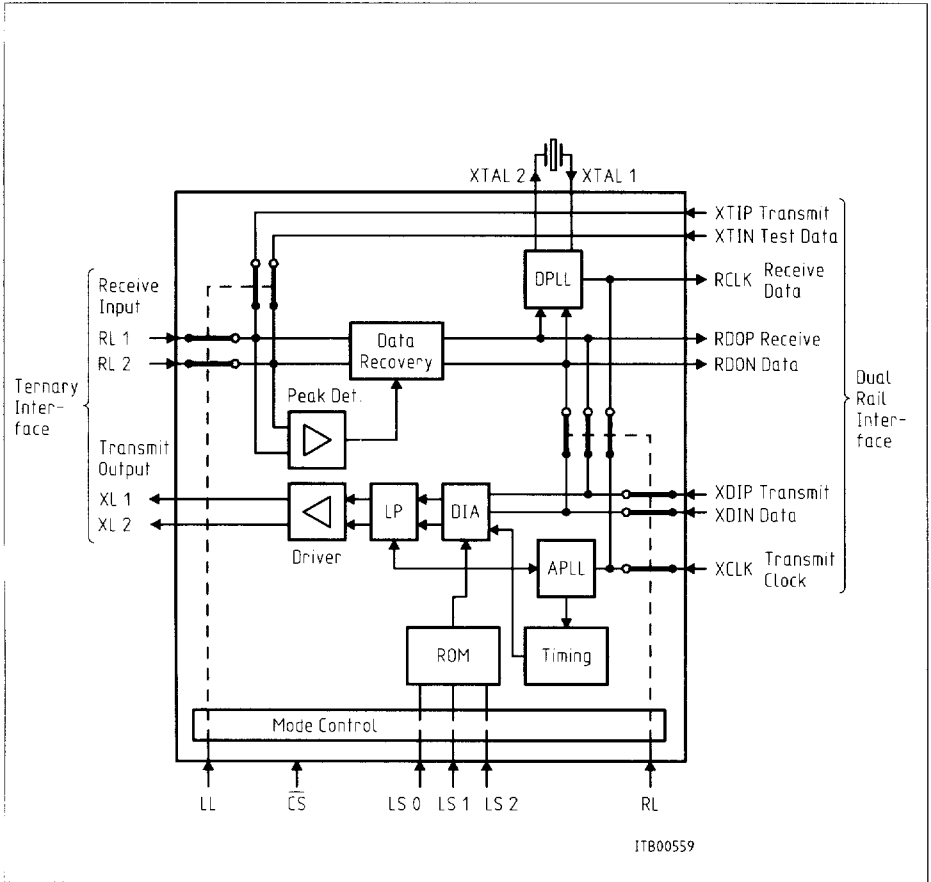 XTAL 2
XTAL 1
XTIP Transmit
XTIN Test Data
DPLL
RCLK Receive
Data
Receive
Input
RL 1
RL 2
Data
Recovery
RDOP Receive
RDON Data
Peak Det.
Ternary
Inter-
face
Dual
Rail
Inter-
face
Transmit
Output
XL 1
XL 2
Driver
LP
DIA
XDIP Transmit
XDIN Data
APLL
XCLK Transmit
Clock
ROM
Timing
Mode Control
LL
CS
LS 0
LS 1
LS 2
RL
ITB00559